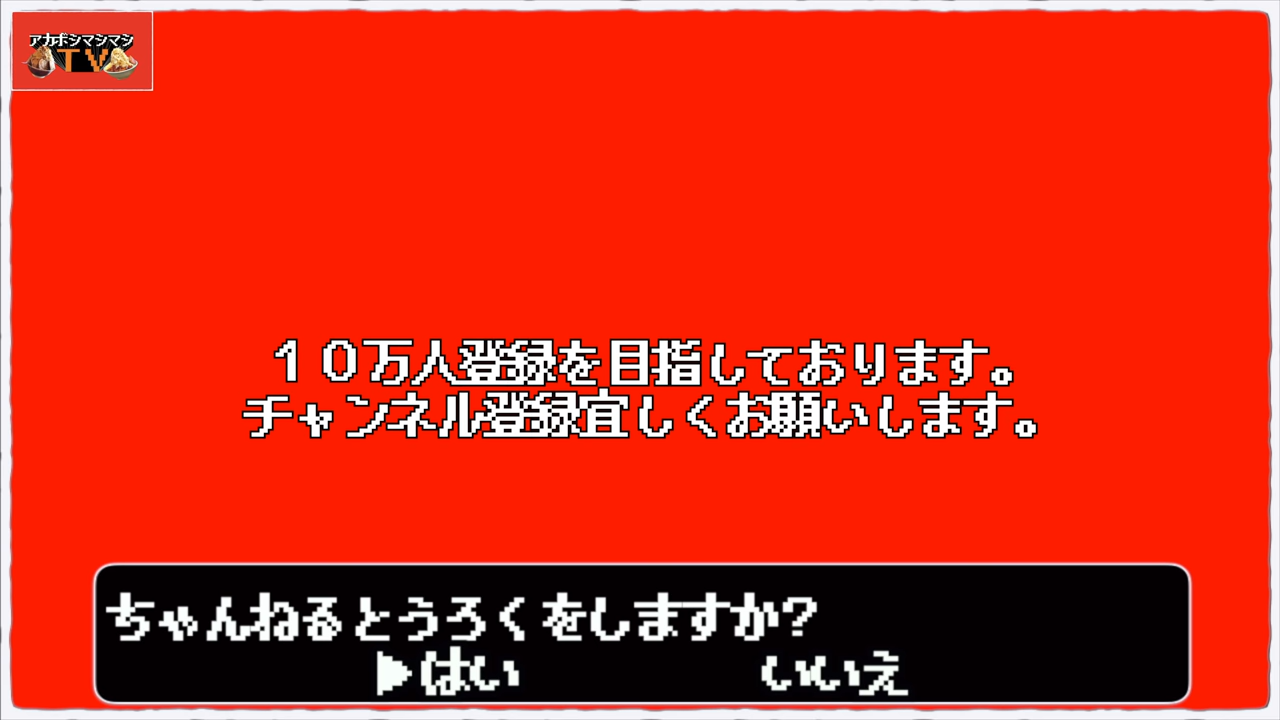 アカボシマシマシ
TV
１０万人登録を目指しております。
チャンネル登録宜しくお願いします。
ちゃんねるとうろくをしますか?
▶はい いいえ